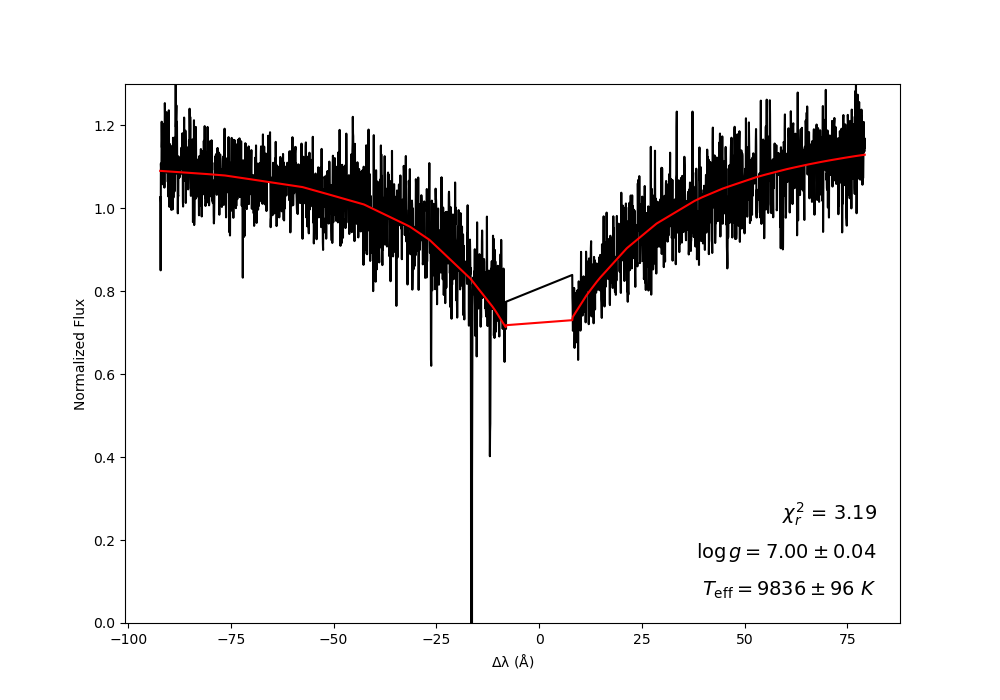 1.2
1.0
0.8
0.6
0.4
0.2
0.0
Normalized Flux
χ²ᵣ = 3.19
log g = 7.00 ± 0.04
T_eff = 9836 ± 96 K
−100 −75 −50 −25 0 25 50 75
Δλ (Å)